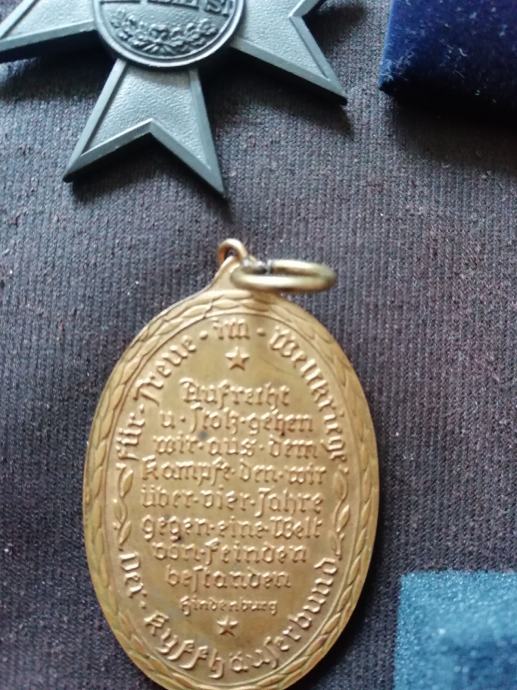 Für · Treue · im · Weltkriege
Aufrecht
u · stolz · gehen
wir · aus · dem
Kampfe · den · wir
über · vier · Jahre
gegen · eine · Welt
von · Feinden
bestanden
Hindenburg
Der · Kyffhäuserbund